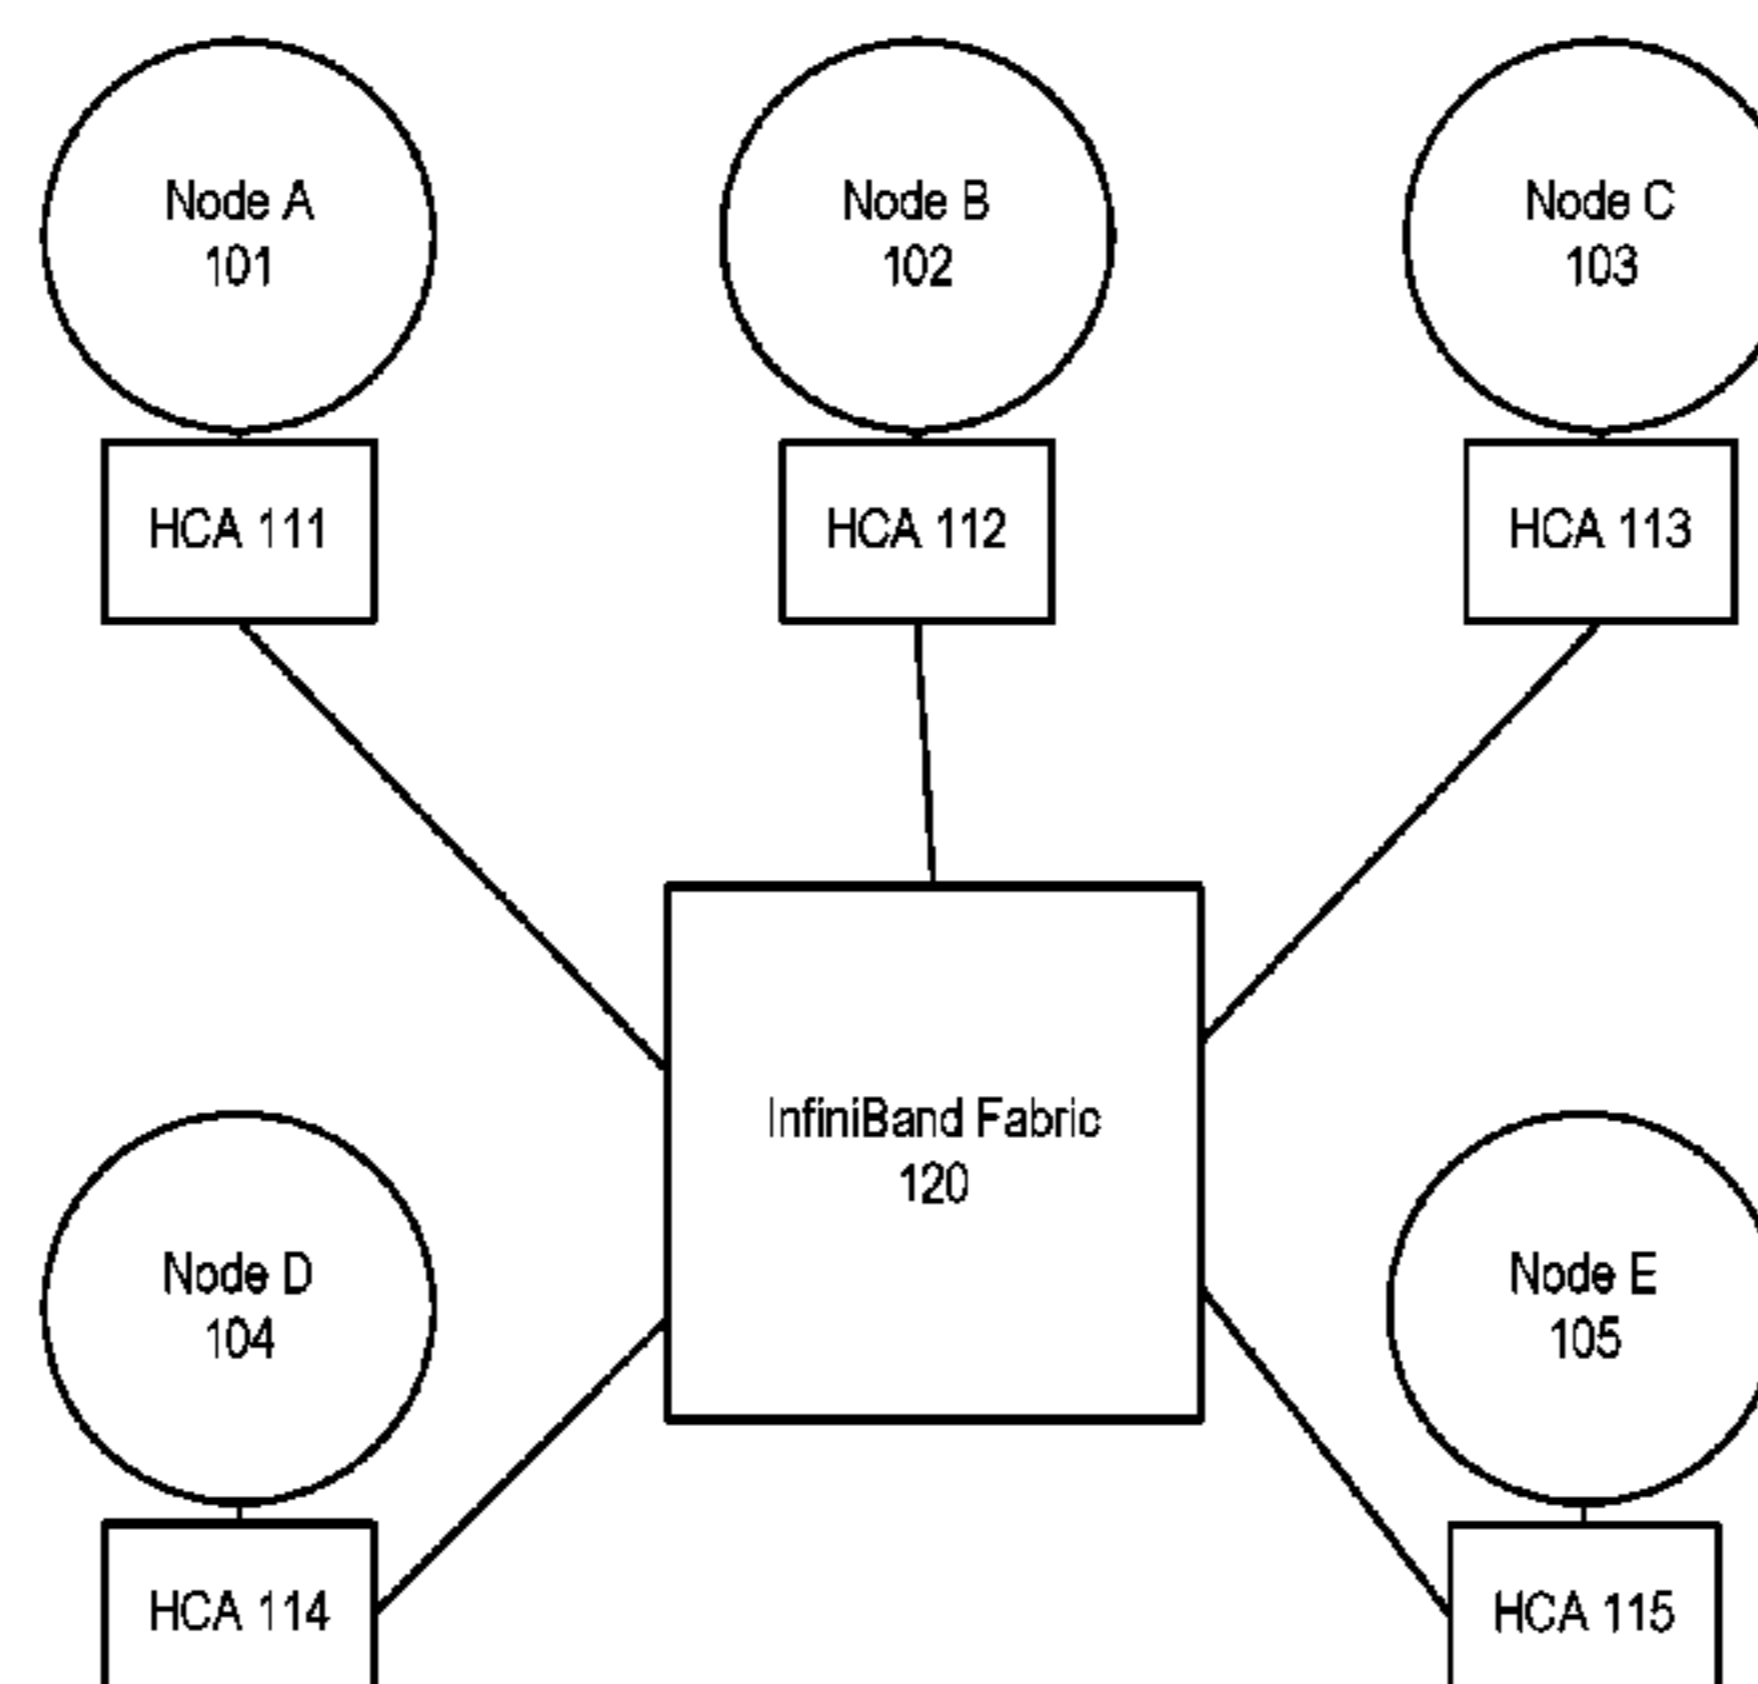 Node A
101
Node B
102
Node C
103
HCA 111
HCA 112
HCA 113
InfiniBand Fabric
120
Node D
104
Node E
105
HCA 114
HCA 115